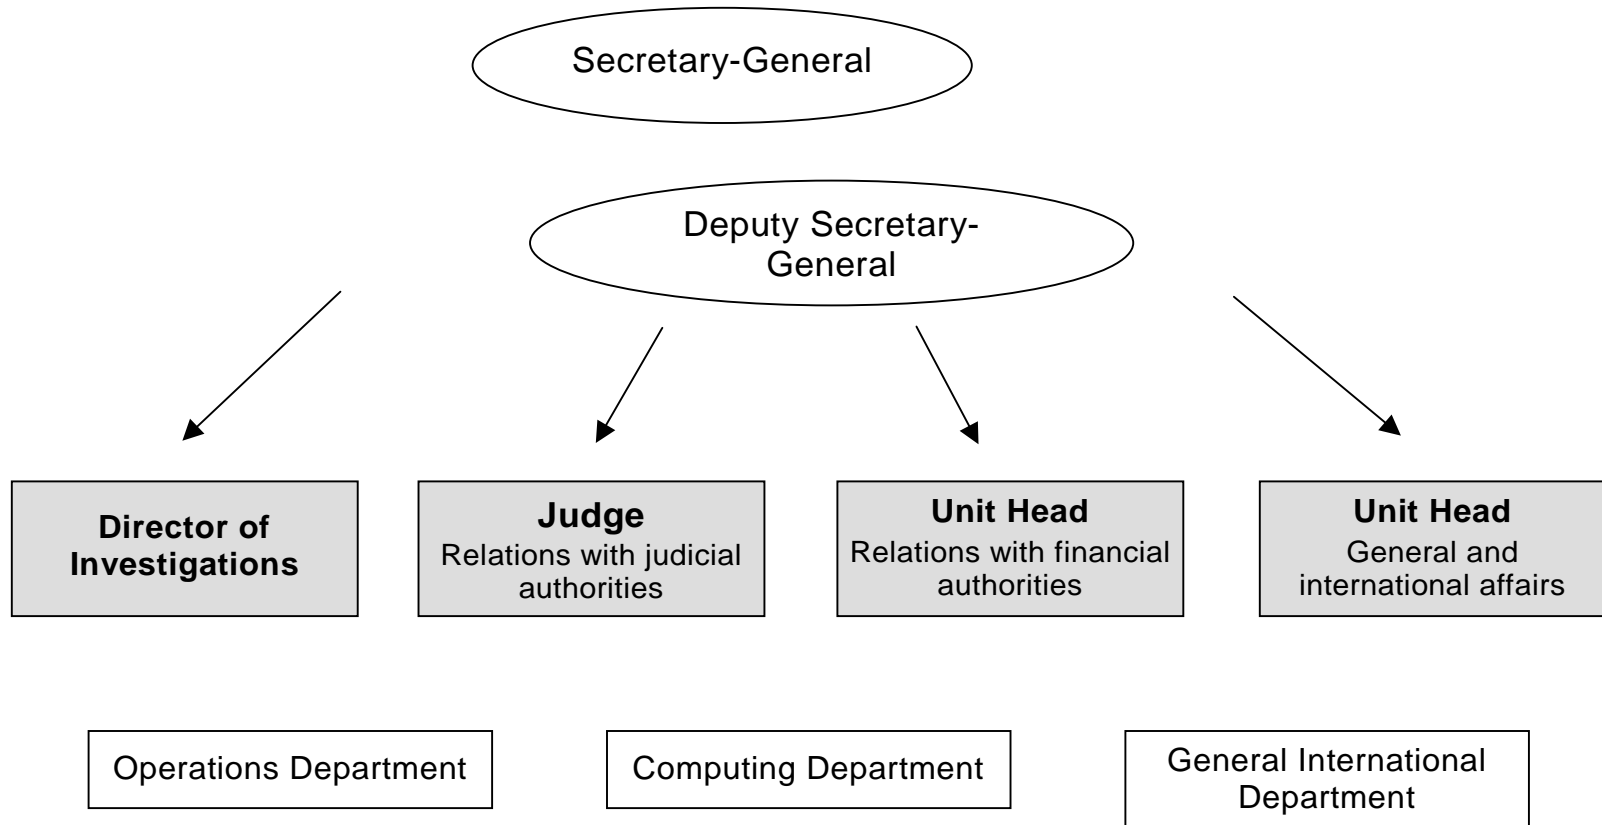 Secretary-General
Deputy Secretary-
General
Director of
Investigations
Judge
Relations with judicial
authorities
Unit Head
Relations with financial
authorities
Unit Head
General and
international affairs
Operations Department
Computing Department
General International
Department